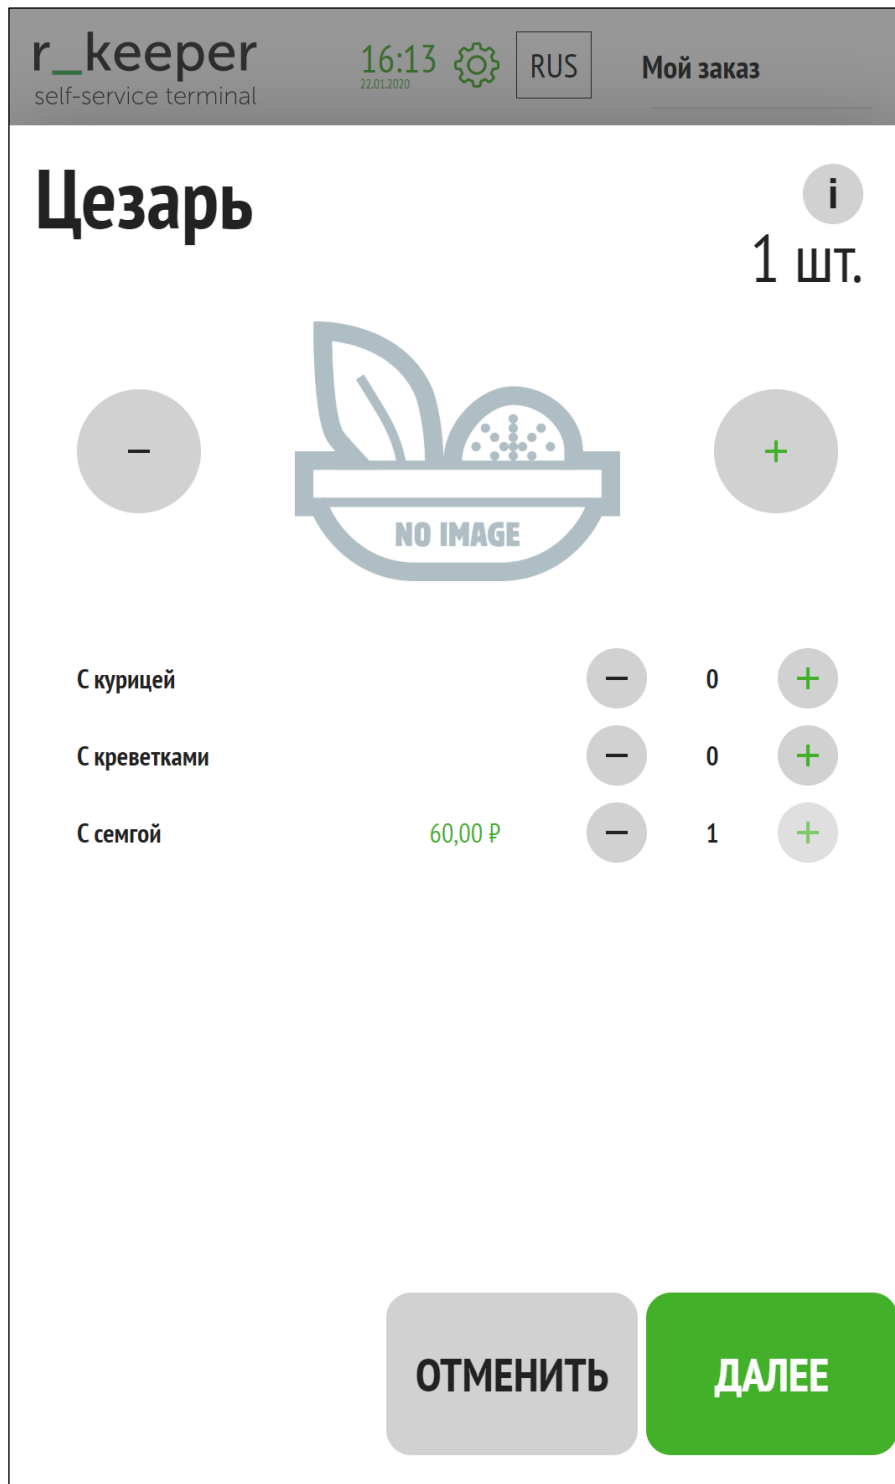 r_keeper
self-service terminal
16:13
22.01.2020
RUS
Мой заказ
Цезарь
i
1 шт.
−
+
NO IMAGE
С курицей − 0 +
С креветками − 0 +
С семгой 60,00 ₽ − 1 +
ОТМЕНИТЬ
ДАЛЕЕ